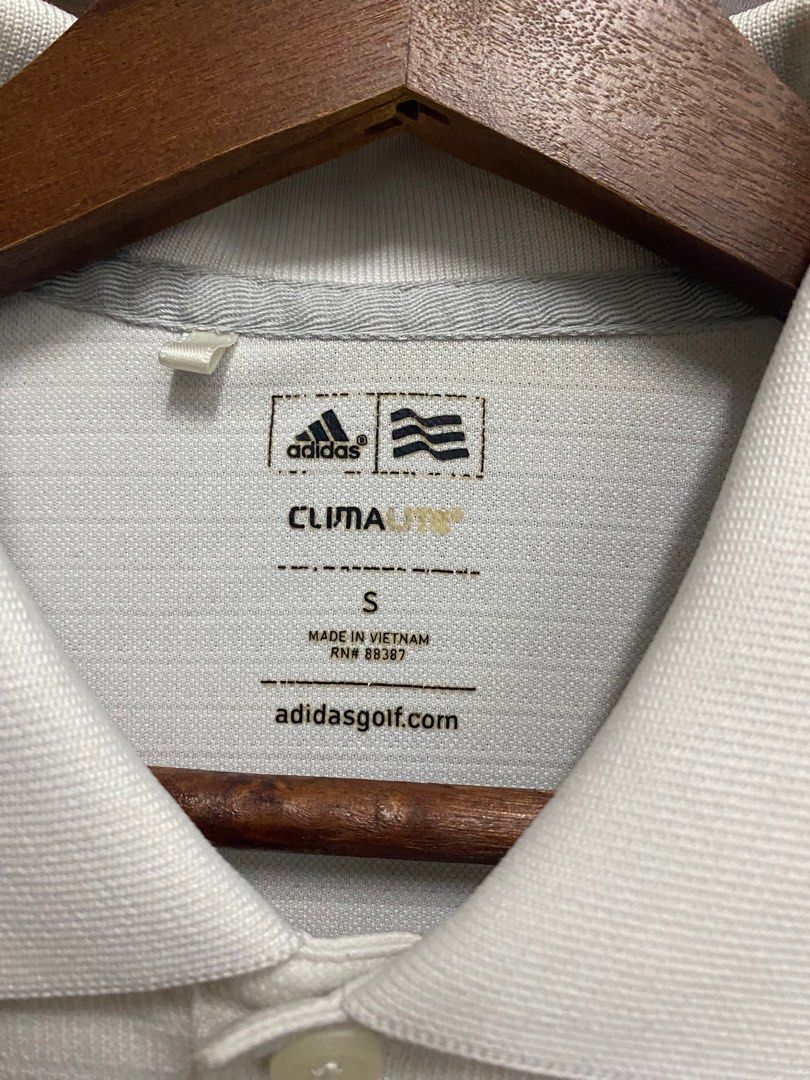 adidas®
CLIMALITE®
S
MADE IN VIETNAM
RN# 88387
adidasgolf.com